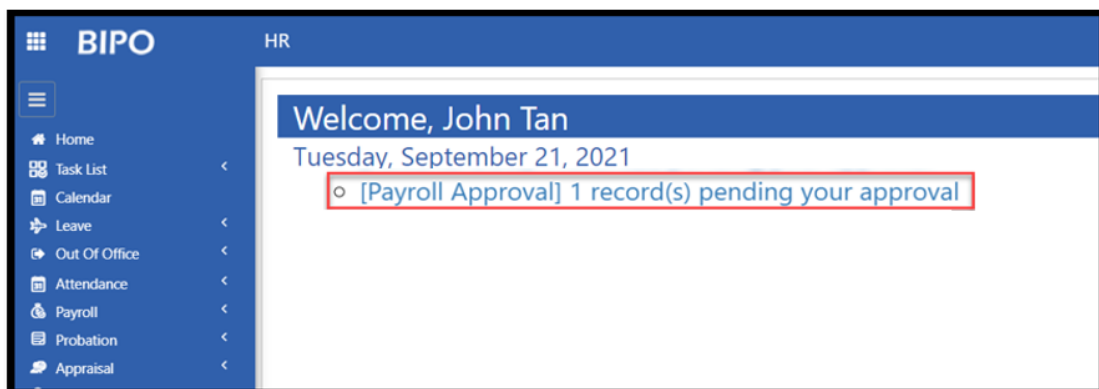 BIPO
HR
Home
Task List
Calendar
Leave
Out Of Office
Attendance
Payroll
Probation
Appraisal
Welcome, John Tan
Tuesday, September 21, 2021
[Payroll Approval] 1 record(s) pending your approval